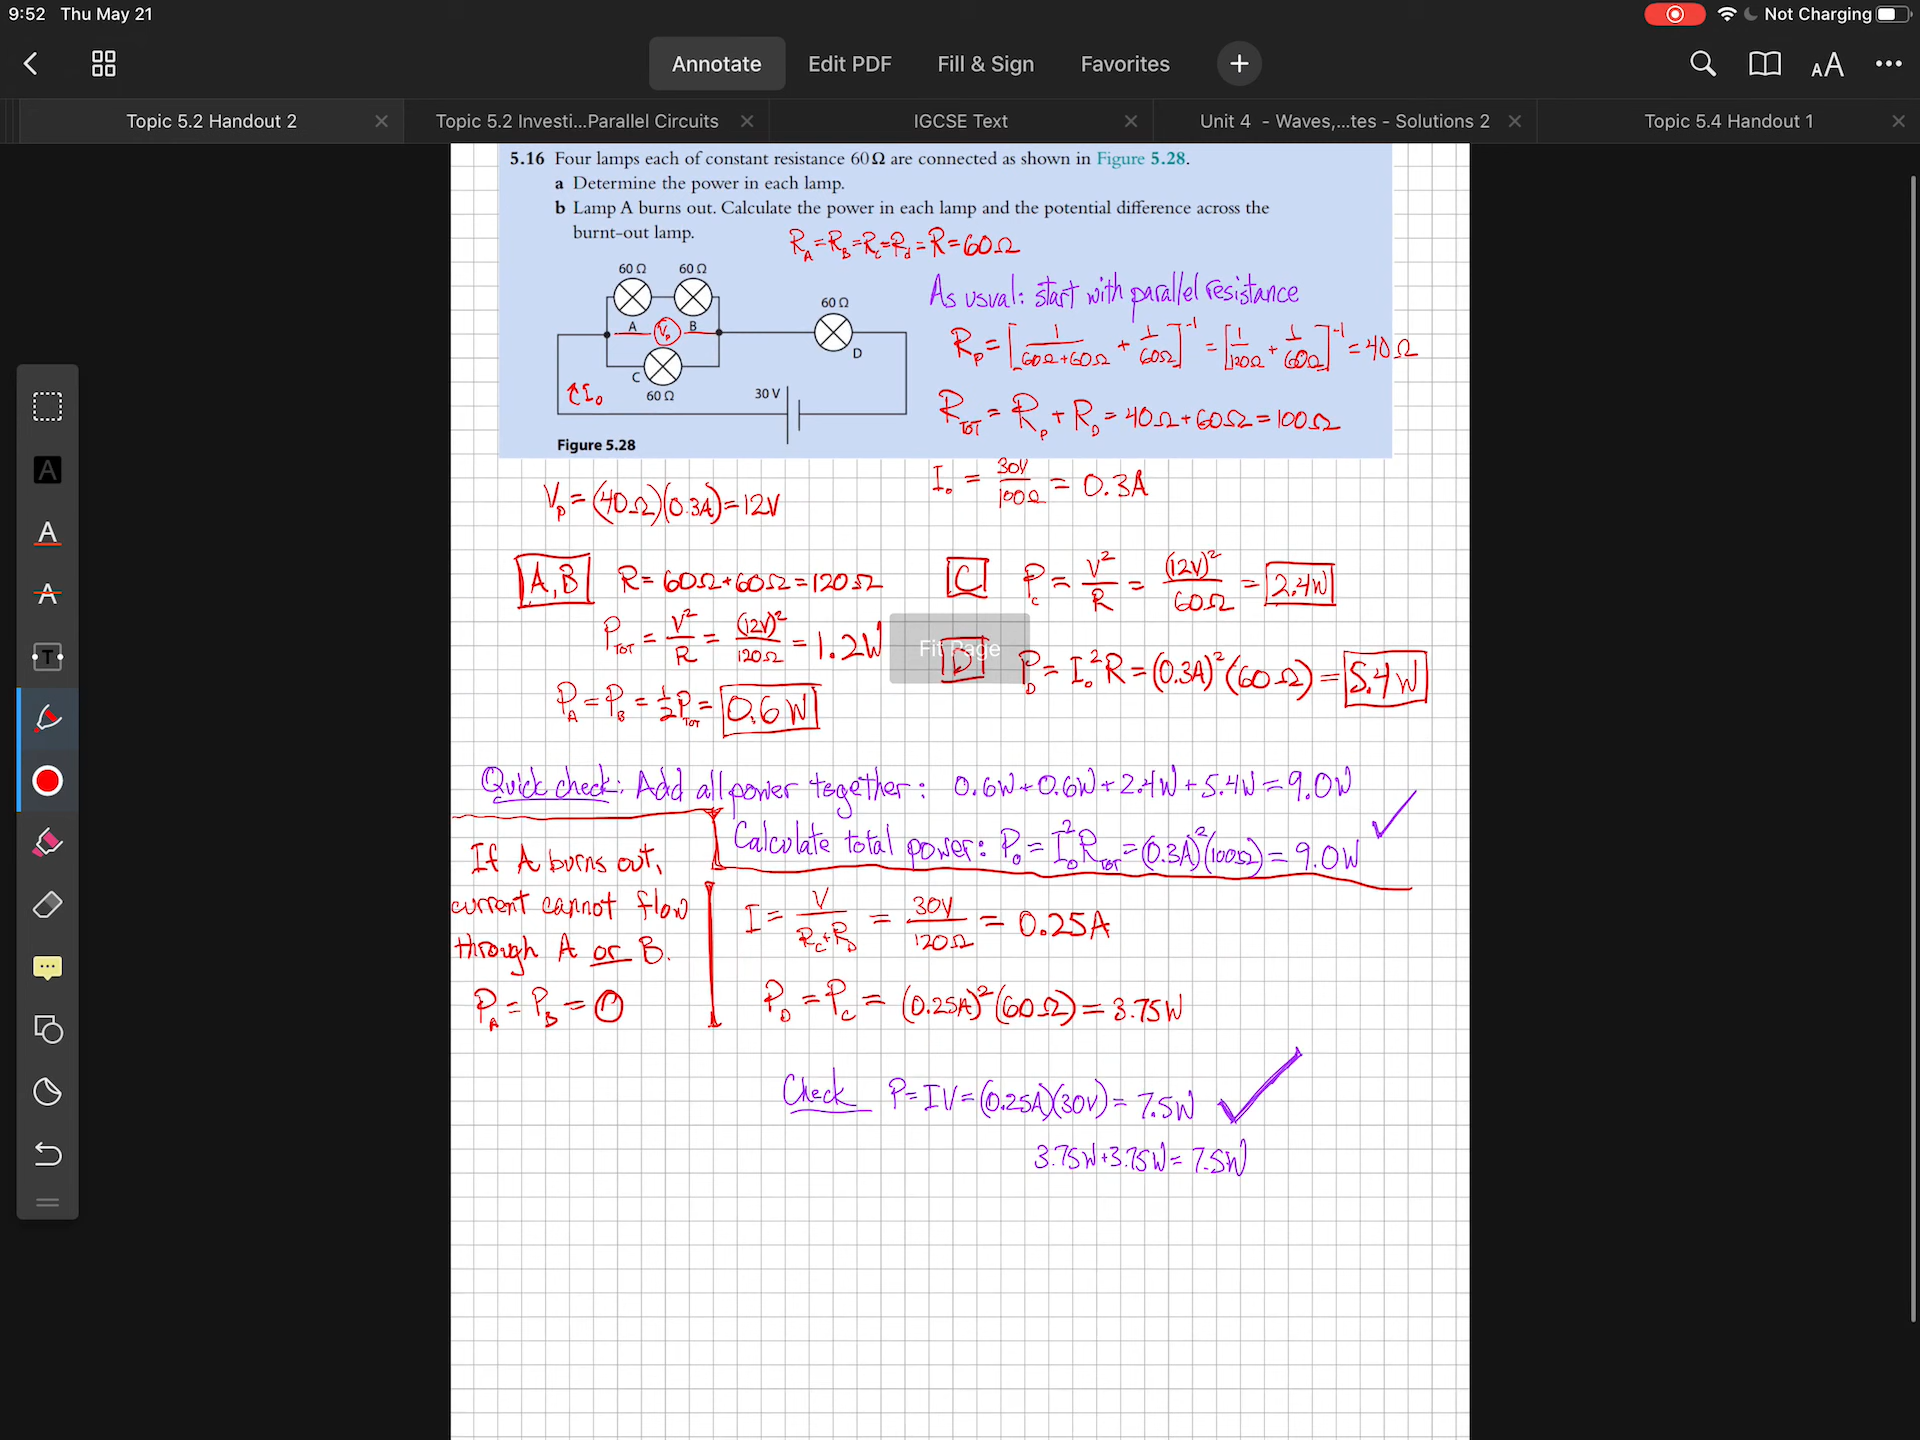 9:52 Thu May 21
Not Charging
Annotate Edit PDF Fill & Sign Favorites +
AA
Topic 5.2 Handout 2 × Topic 5.2 Investi...Parallel Circuits × IGCSE Text × Unit 4 - Waves,...tes - Solutions 2 × Topic 5.4 Handout 1 ×
5.16 Four lamps each of constant resistance 60 Ω are connected as shown in Figure 5.28.
a Determine the power in each lamp.
b Lamp A burns out. Calculate the power in each lamp and the potential difference across the
burnt-out lamp.
R_A = R_B = R_C = R_d = R = 60Ω
60 Ω 60 Ω
60 Ω
A V_p B
D
C
60 Ω
I₀
30 V
Figure 5.28
As usual: start with parallel resistance
R_p = [1/(60Ω+60Ω) + 1/60Ω]⁻¹ = [1/120Ω + 1/60Ω]⁻¹ = 40Ω
R_TOT = R_p + R_D = 40Ω + 60Ω = 100Ω
I₀ = 30V/100Ω = 0.3A
V_p = (40Ω)(0.3A) = 12V
A, B R = 60Ω + 60Ω = 120Ω
P_TOT = V²/R = (12V)²/120Ω = 1.2W
P_A = P_B = ½P_TOT = 0.6W
C P_C = V²/R = (12V)²/60Ω = 2.4W
Fit Page
D P_D = I₀²R = (0.3A)²(60Ω) = 5.4W
Quick check: Add all power together: 0.6W + 0.6W + 2.4W + 5.4W = 9.0W
Calculate total power: P₀ = I₀²R_TOT = (0.3A)²(100Ω) = 9.0W
If A burns out,
current cannot flow
through A or B.
P_A = P_B = 0
I = V/(R_C+R_D) = 30V/120Ω = 0.25A
P_D = P_C = (0.25A)²(60Ω) = 3.75W
Check P = IV = (0.25A)(30V) = 7.5W
3.75W + 3.75W = 7.5W
A
A
A
T